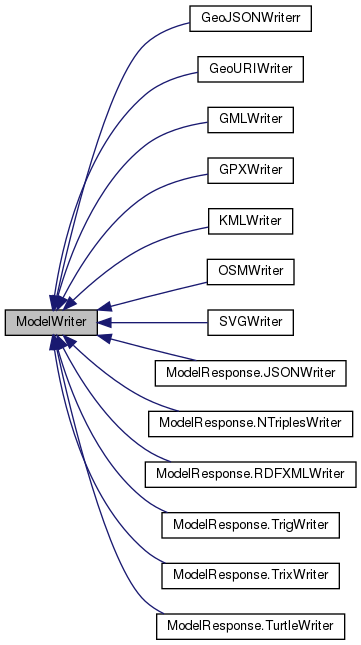 GeoJSONWriterr
GeoURIWriter
GMLWriter
GPXWriter
KMLWriter
OSMWriter
ModelWriter
SVGWriter
ModelResponse.JSONWriter
ModelResponse.NTriplesWriter
ModelResponse.RDFXMLWriter
ModelResponse.TrigWriter
ModelResponse.TrixWriter
ModelResponse.TurtleWriter